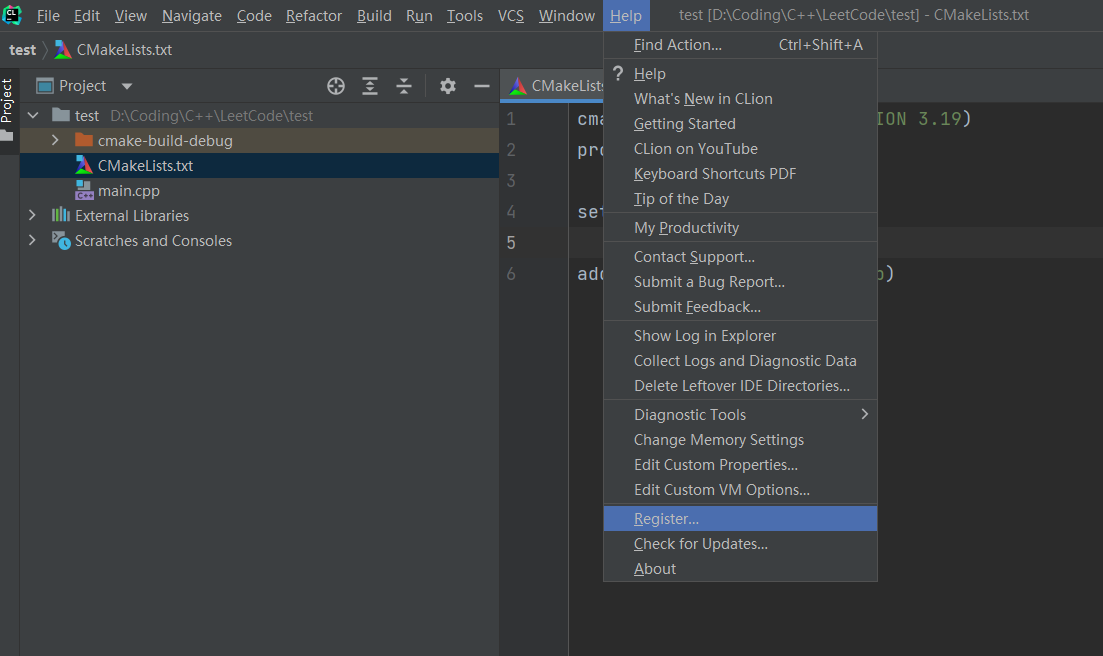 CL File Edit View Navigate Code Refactor Build Run Tools VCS Window Help test [D:\Coding\C++\LeetCode\test] - CMakeLists.txt
test CMakeLists.txt
Project
Project
test D:\Coding\C++\LeetCode\test
cmake-build-debug
CMakeLists.txt
C++ main.cpp
External Libraries
Scratches and Consoles
CMakeLists
1 cma ION 3.19)
2 pro
3
4 set
5
6 add )
Find Action... Ctrl+Shift+A
? Help
What's New in CLion
Getting Started
CLion on YouTube
Keyboard Shortcuts PDF
Tip of the Day
My Productivity
Contact Support...
Submit a Bug Report...
Submit Feedback...
Show Log in Explorer
Collect Logs and Diagnostic Data
Delete Leftover IDE Directories...
Diagnostic Tools
Change Memory Settings
Edit Custom Properties...
Edit Custom VM Options...
Register...
Check for Updates...
About